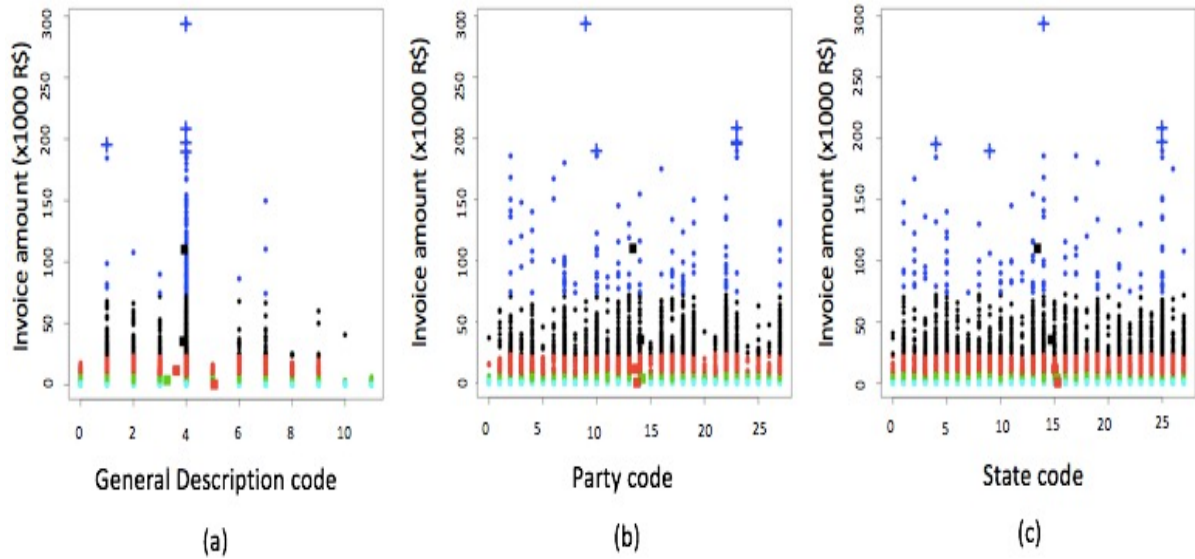 Invoice amount (x1000 R$)
0 50 100 150 200 250 300
0 2 4 6 8 10
General Description code
(a)
Invoice amount (x1000 R$)
0 50 100 150 200 250 300
0 5 10 15 20 25
Party code
(b)
Invoice amount (x1000 R$)
0 50 100 150 200 250 300
0 5 10 15 20 25
State code
(c)